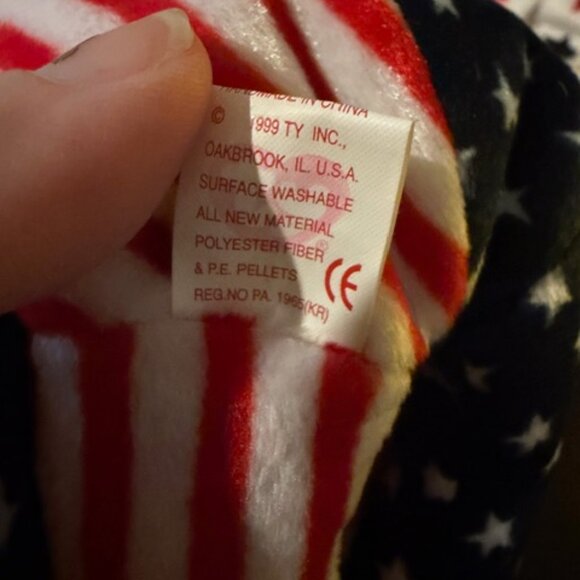 HANDMADE IN CHINA
© 1999 TY INC.,
OAKBROOK, IL. U.S.A.
SURFACE WASHABLE
ALL NEW MATERIAL
POLYESTER FIBER
& P.E. PELLETS CE
REG.NO PA. 1965(KR)